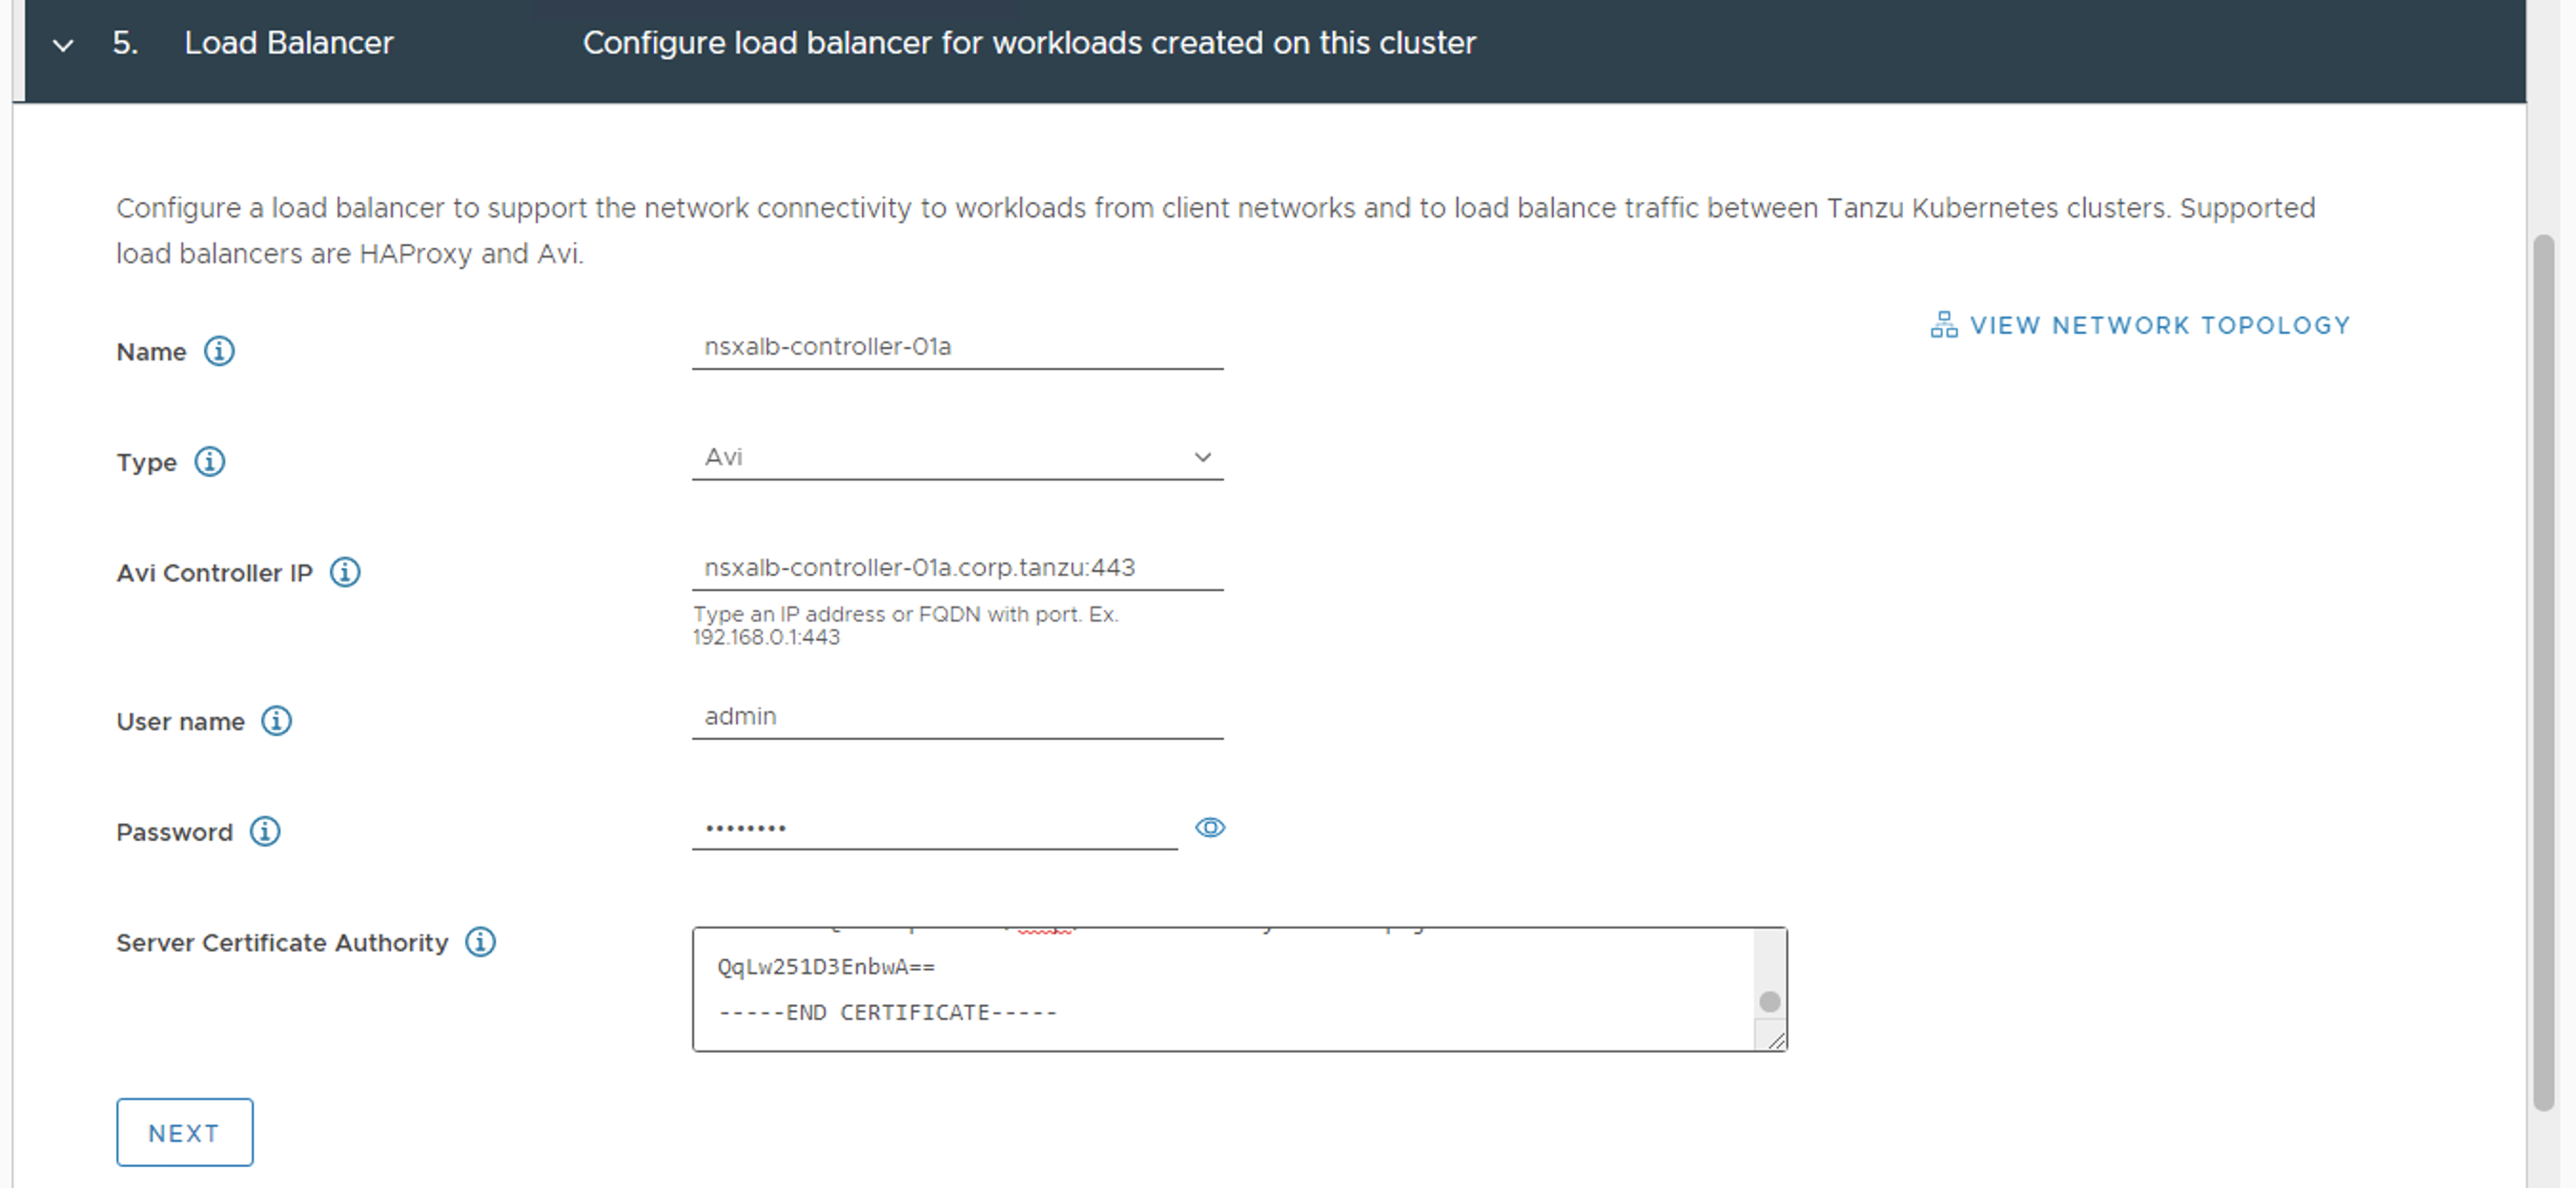 5. Load Balancer Configure load balancer for workloads created on this cluster
Configure a load balancer to support the network connectivity to workloads from client networks and to load balance traffic between Tanzu Kubernetes clusters. Supported
load balancers are HAProxy and Avi.
VIEW NETWORK TOPOLOGY
Name nsxalb-controller-01a
Type Avi
Avi Controller IP nsxalb-controller-01a.corp.tanzu:443
Type an IP address or FQDN with port. Ex.
192.168.0.1:443
User name admin
Password ••••••••
Server Certificate Authority
QqLw251D3EnbwA==
-----END CERTIFICATE-----
NEXT